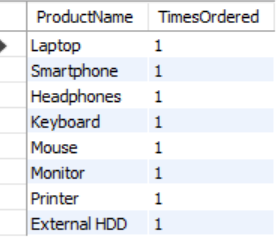 ProductName TimesOrdered
Laptop 1
Smartphone 1
Headphones 1
Keyboard 1
Mouse 1
Monitor 1
Printer 1
External HDD 1